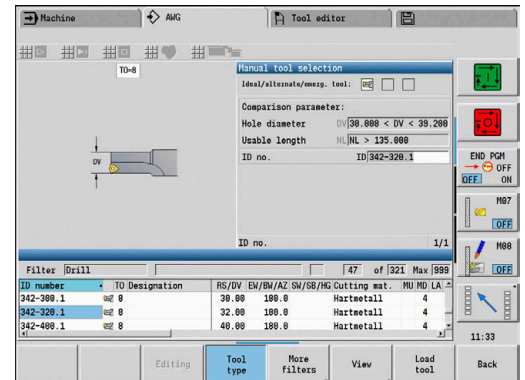 Machine
AWG
Tool editor
TO=8
Manual tool selection
Ideal/alternate/emerg. tool:
Comparison parameter:
Hole diameter DV 30.000 < DV < 39.200
Usable length NL NL > 135.000
ID no. ID 342-320.1
DV
ID no. 1/1
END PGM
OFF
OFF ON
M07
OFF
M08
OFF
Filter Drill 47 of 321 Max 999
ID number TO Designation RS/DV EW/BW/AZ SW/SB/HG Cutting mat. MU MD LA
342-300.1 8 30.00 180.0 Hartmetall 4
342-320.1 8 32.00 180.0 Hartmetall 4
342-400.1 8 40.00 180.0 Hartmetall 4
11:33
Editing
Tool type
More filters
View
Load tool
Back